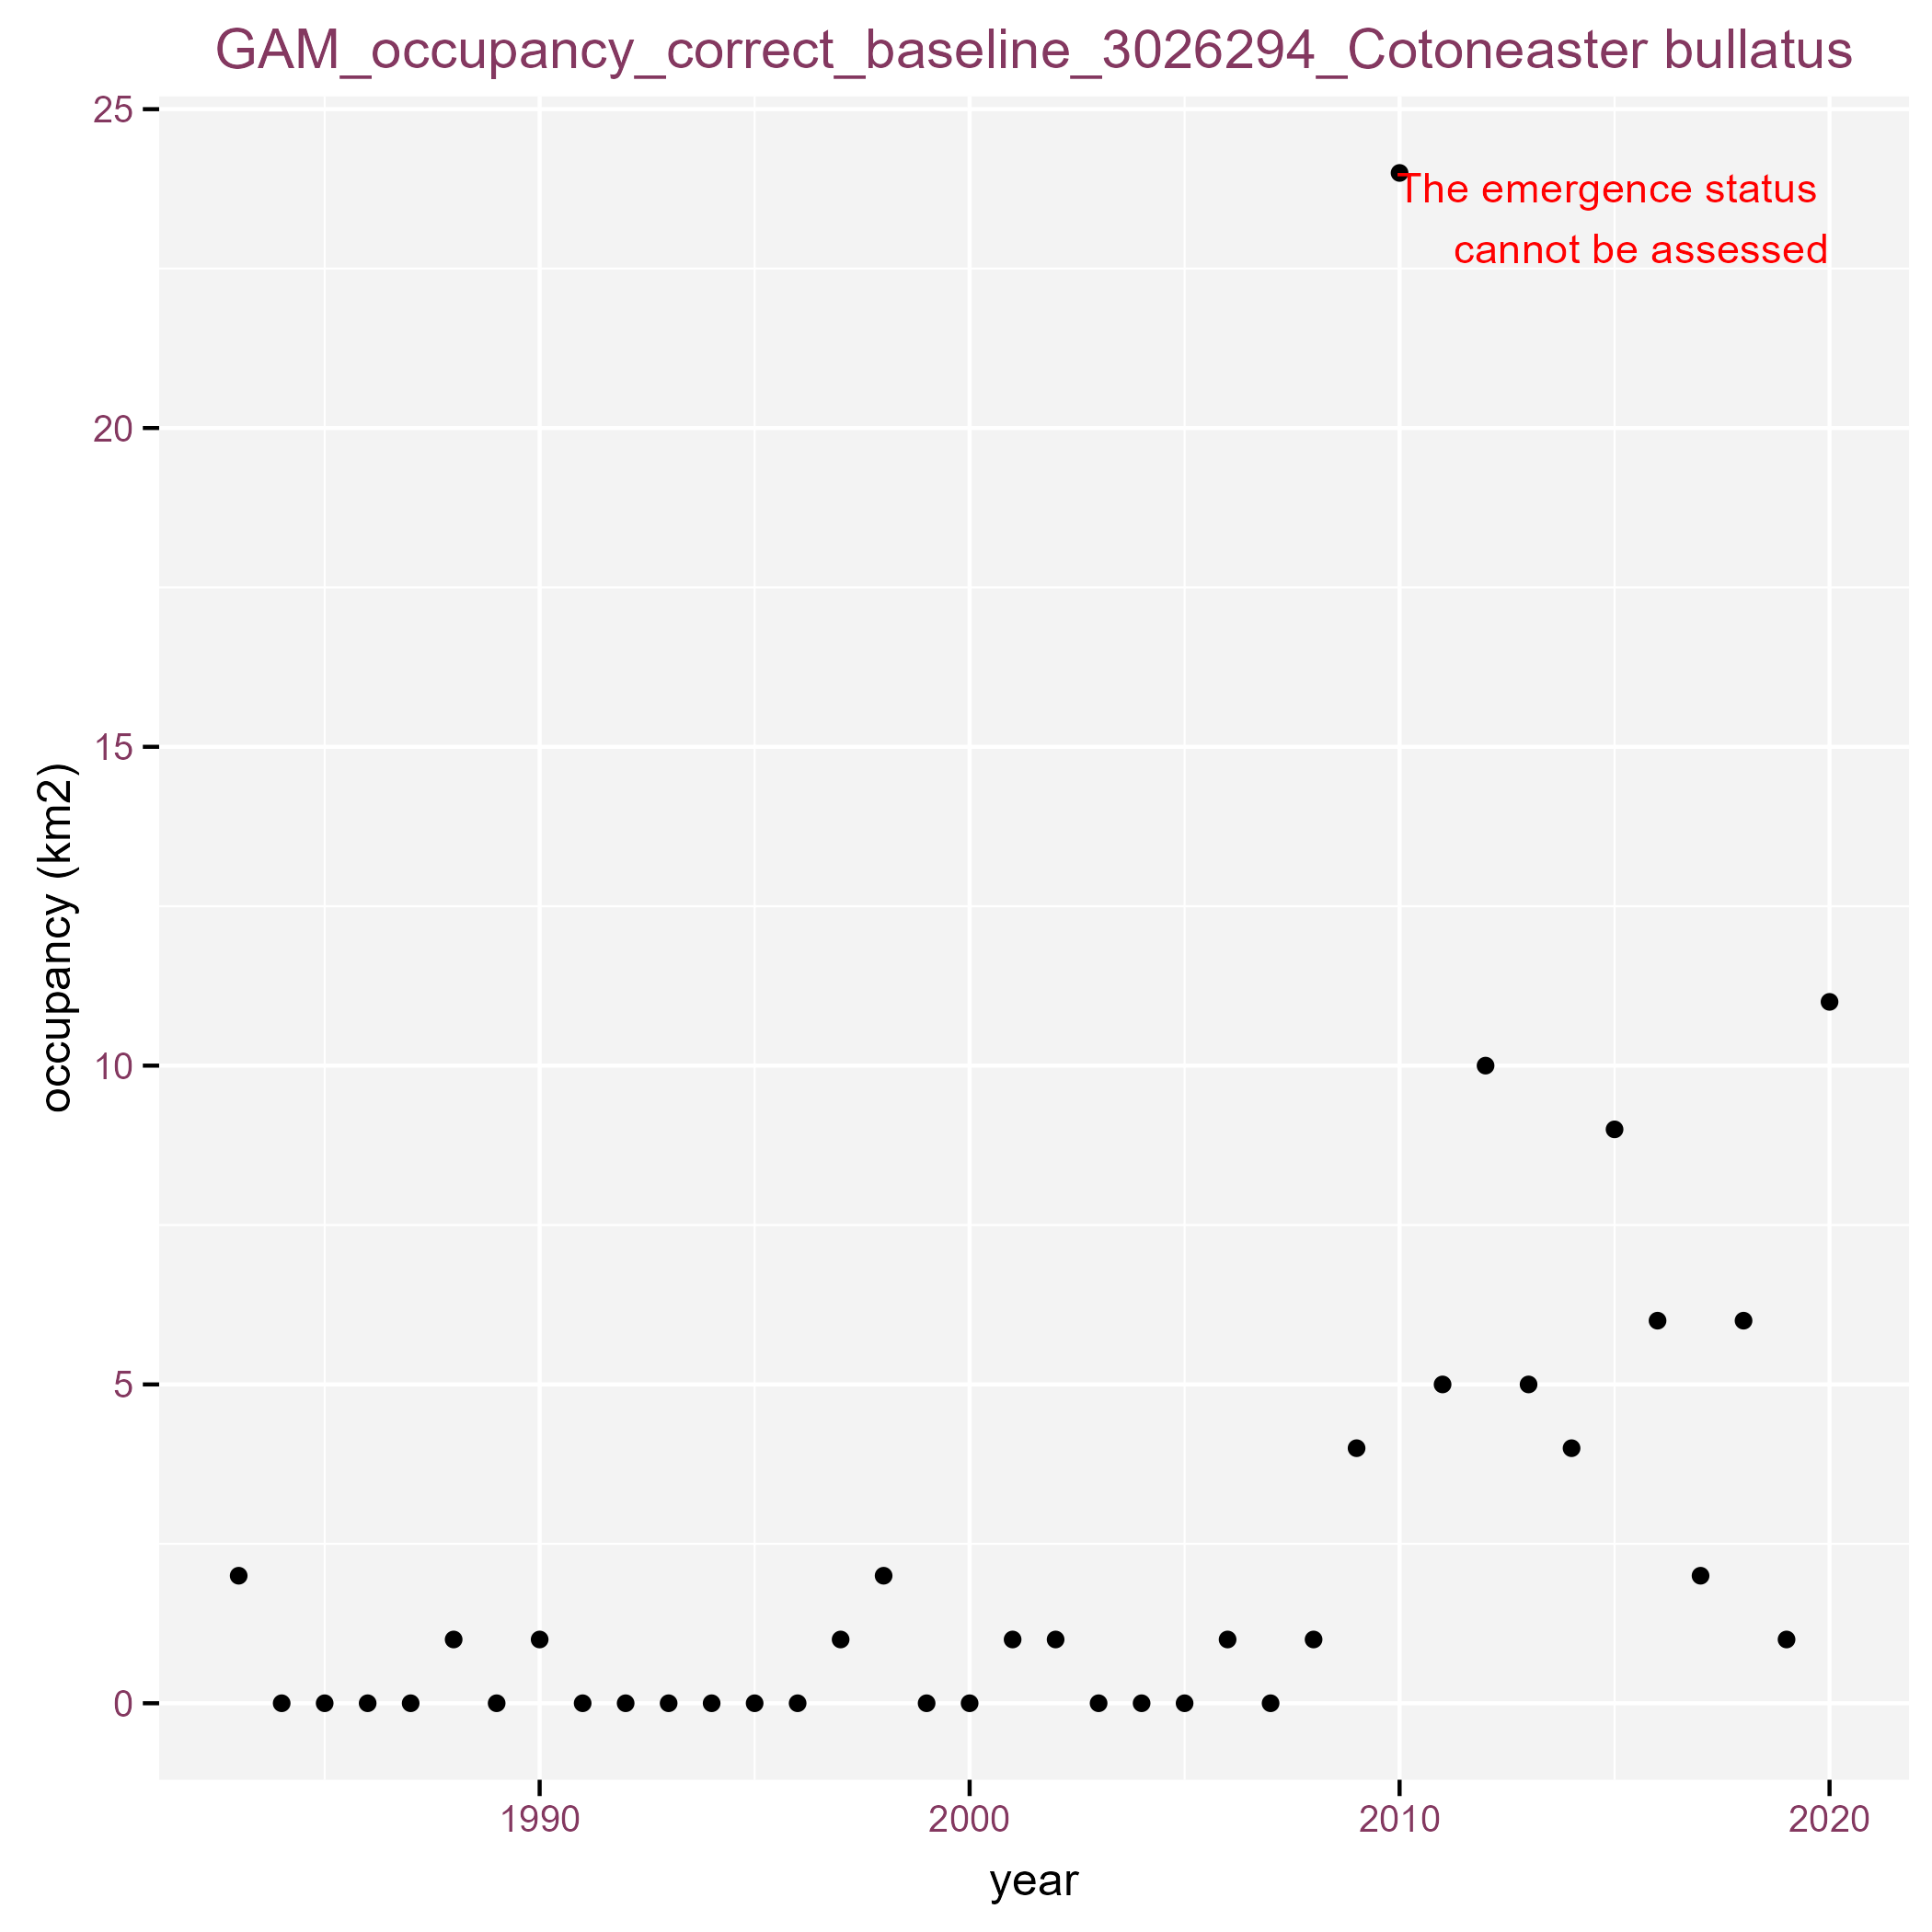 GAM_occupancy_correct_baseline_3026294_Cotoneaster bullatus
25
20
15
10
5
0
occupancy (km2)
The emergence status
cannot be assessed
1990 2000 2010 2020
year